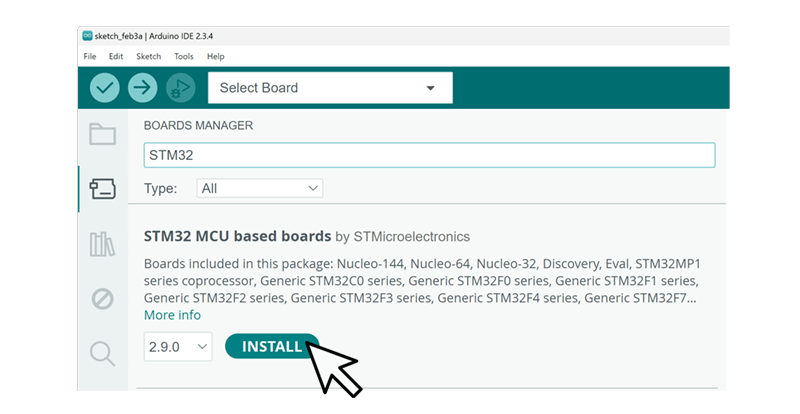 sketch_feb3a | Arduino IDE 2.3.4
File Edit Sketch Tools Help
Select Board
BOARDS MANAGER
STM32
Type: All
STM32 MCU based boards by STMicroelectronics
Boards included in this package: Nucleo-144, Nucleo-64, Nucleo-32, Discovery, Eval, STM32MP1
series coprocessor, Generic STM32C0 series, Generic STM32F0 series, Generic STM32F1 series,
Generic STM32F2 series, Generic STM32F3 series, Generic STM32F4 series, Generic STM32F7...
More info
2.9.0 INSTALL